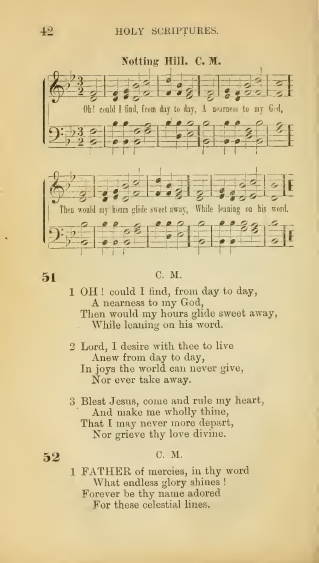 42 HOLY SCRIPTURES.
Notting Hill. C. M.
Oh! could I find, from day to day, A nearness to my God,
Then would my hours glide sweet away, While leaning on his word.
51 C. M.
1 OH! could I find, from day to day,
A nearness to my God,
Then would my hours glide sweet away,
While leaning on his word.
2 Lord, I desire with thee to live
Anew from day to day,
In joys the world can never give,
Nor ever take away.
3 Blest Jesus, come and rule my heart,
And make me wholly thine,
That I may never more depart,
Nor grieve thy love divine.
52 C. M.
1 FATHER of mercies, in thy word
What endless glory shines!
Forever be thy name adored
For these celestial lines.